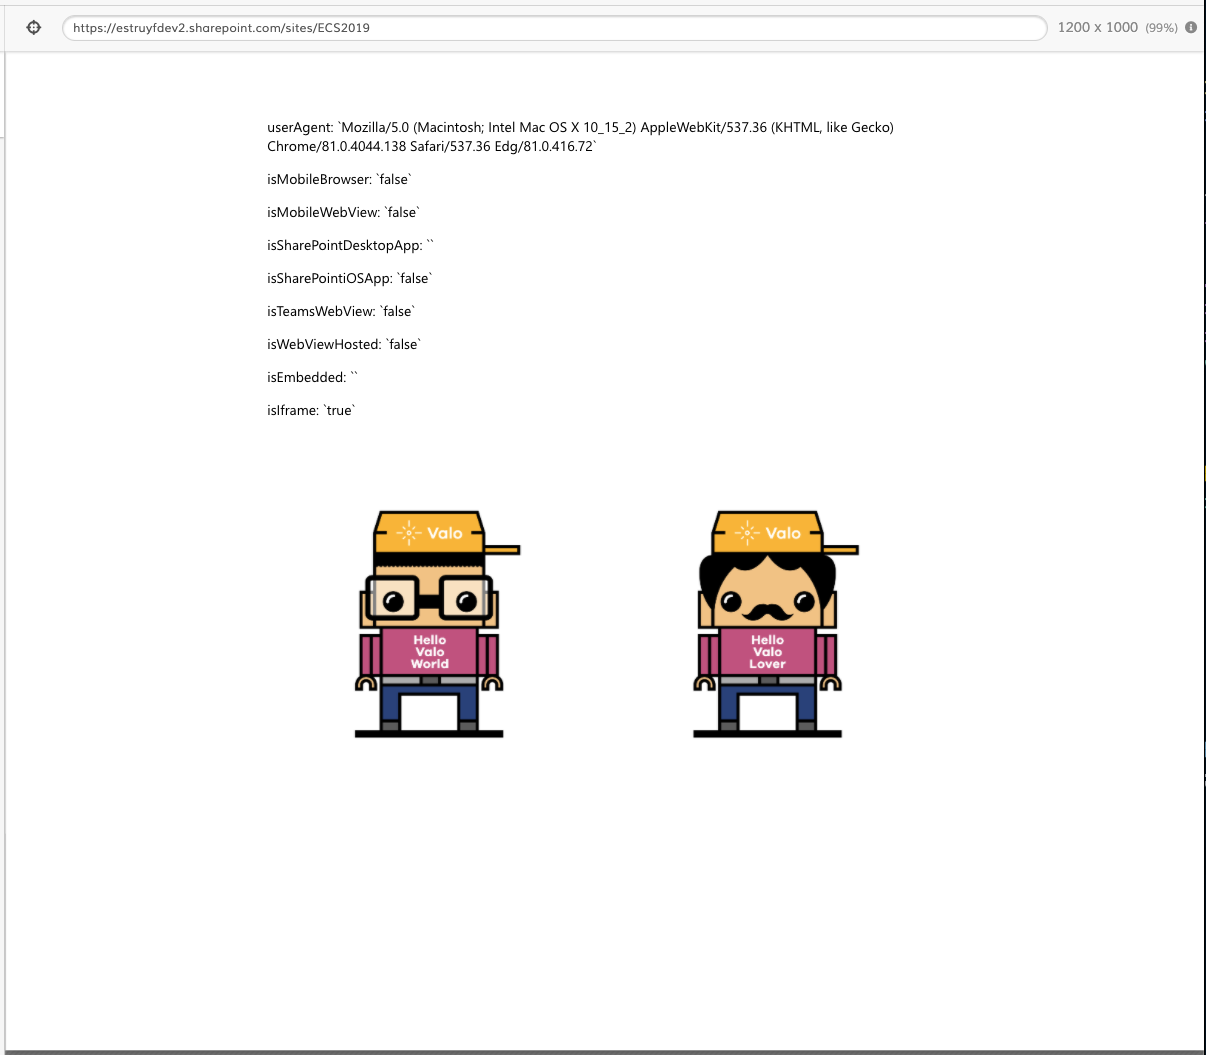 https://estruyfdev2.sharepoint.com/sites/ECS2019
1200 x 1000 (99%)
userAgent: `Mozilla/5.0 (Macintosh; Intel Mac OS X 10_15_2) AppleWebKit/537.36 (KHTML, like Gecko)
Chrome/81.0.4044.138 Safari/537.36 Edg/81.0.416.72`
isMobileBrowser: `false`
isMobileWebView: `false`
isSharePointDesktopApp: ``
isSharePointiOSApp: `false`
isTeamsWebView: `false`
isWebViewHosted: `false`
isEmbedded: ``
isIframe: `true`
Valo
Hello
Valo
World
Valo
Hello
Valo
Lover